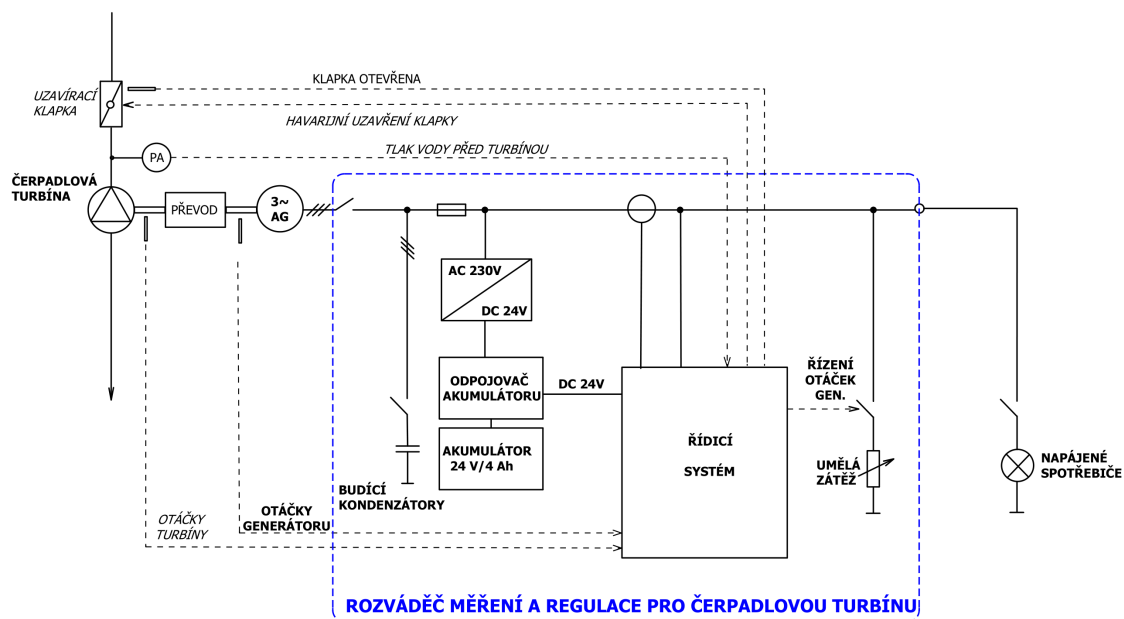 KLAPKA OTEVŘENA
UZAVÍRACÍ
KLAPKA
HAVARIJNÍ UZAVŘENÍ KLAPKY
TLAK VODY PŘED TURBÍNOU
PA
ČERPADLOVÁ
TURBÍNA
PŘEVOD
3~
AG
AC 230V
DC 24V
ODPOJOVAČ
AKUMULÁTORU
DC 24V
AKUMULÁTOR
24 V/4 Ah
ŘÍDICÍ
SYSTÉM
ŘÍZENÍ
OTÁČEK
GEN.
UMĚLÁ
ZÁTĚŽ
NAPÁJENÉ
SPOTŘEBIČE
BUDÍCÍ
KONDENZÁTORY
OTÁČKY
GENERÁTORU
OTÁČKY
TURBÍNY
ROZVÁDĚČ MĚŘENÍ A REGULACE PRO ČERPADLOVOU TURBÍNU